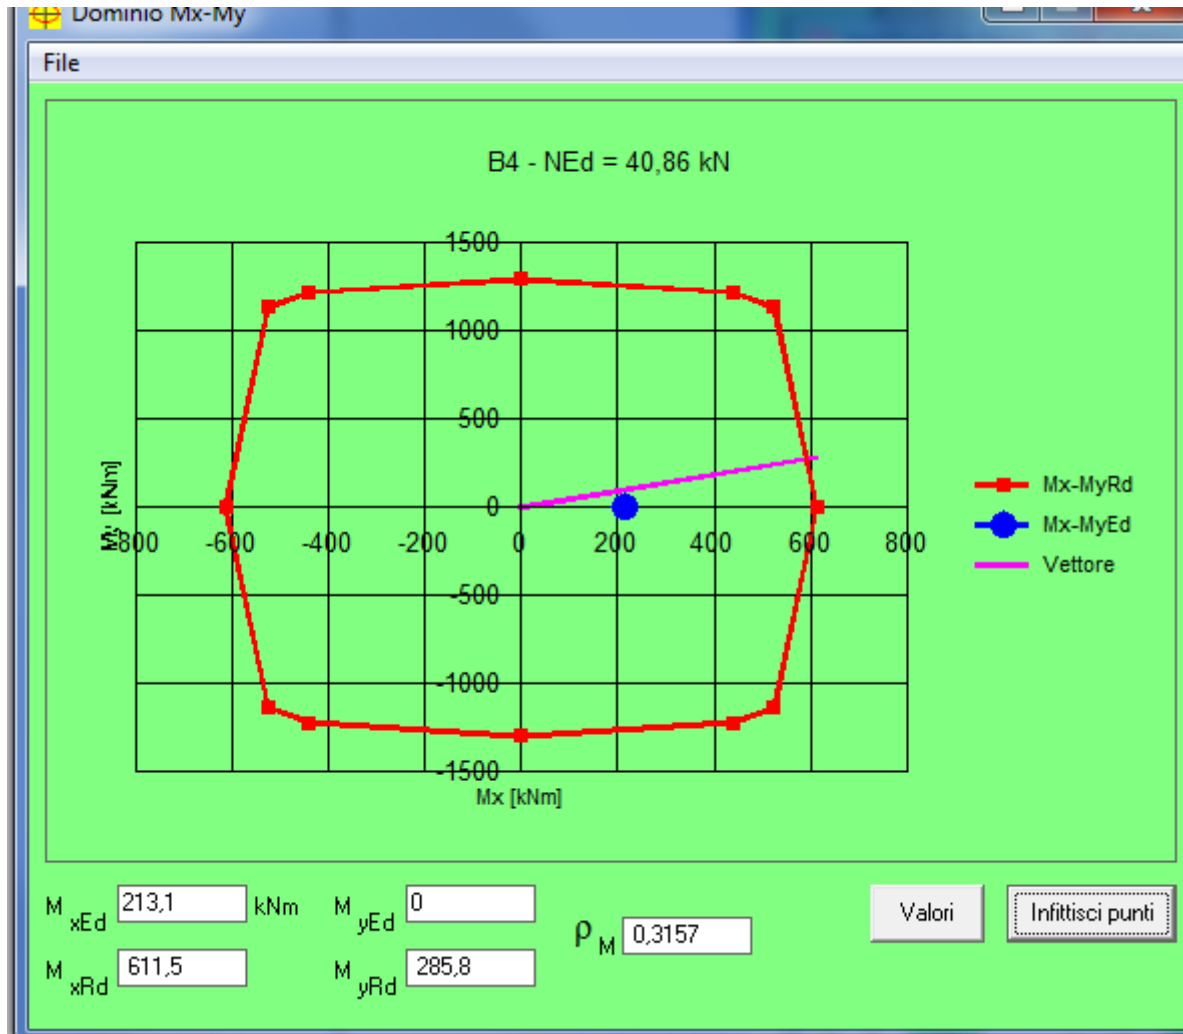 Dominio Mx-My
File
B4 - NEd = 40,86 kN
1500
1000
500
0
-500
-1000
-1500
My [kNm]
-800 -600 -400 -200 0 200 400 600 800
Mx [kNm]
Mx-MyRd
Mx-MyEd
Vettore
M xEd 213,1 kNm M yEd 0
M xRd 611,5 M yRd 285,8
ρ M 0,3157
Valori
Infittisci punti